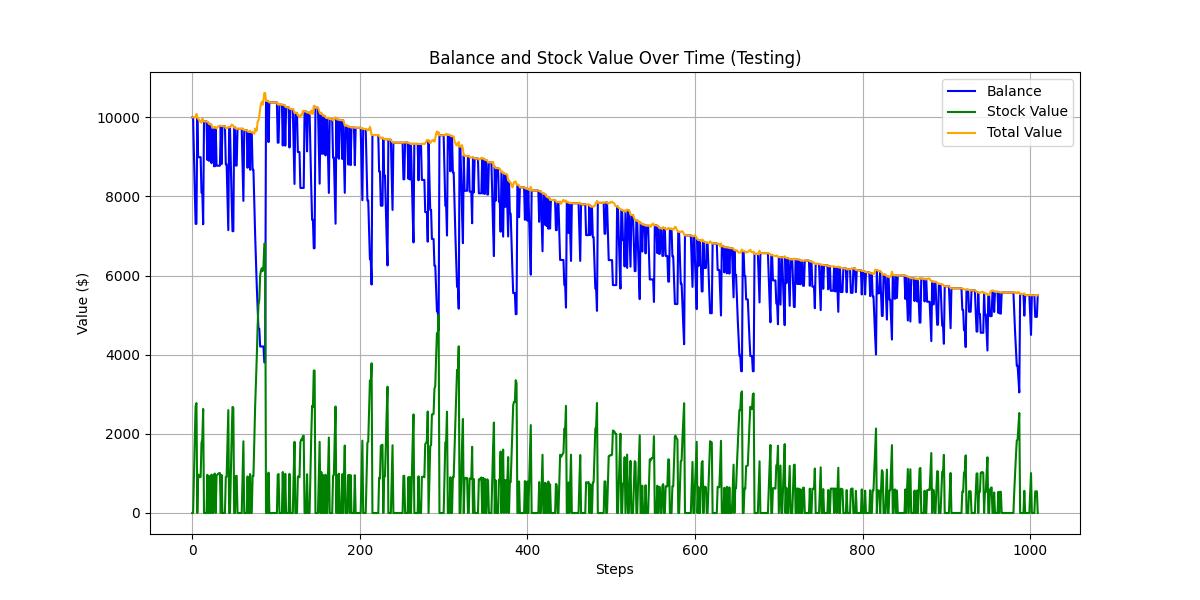 Balance and Stock Value Over Time (Testing)
Balance
Stock Value
Total Value
Value ($)
10000
8000
6000
4000
2000
0
0 200 400 600 800 1000
Steps